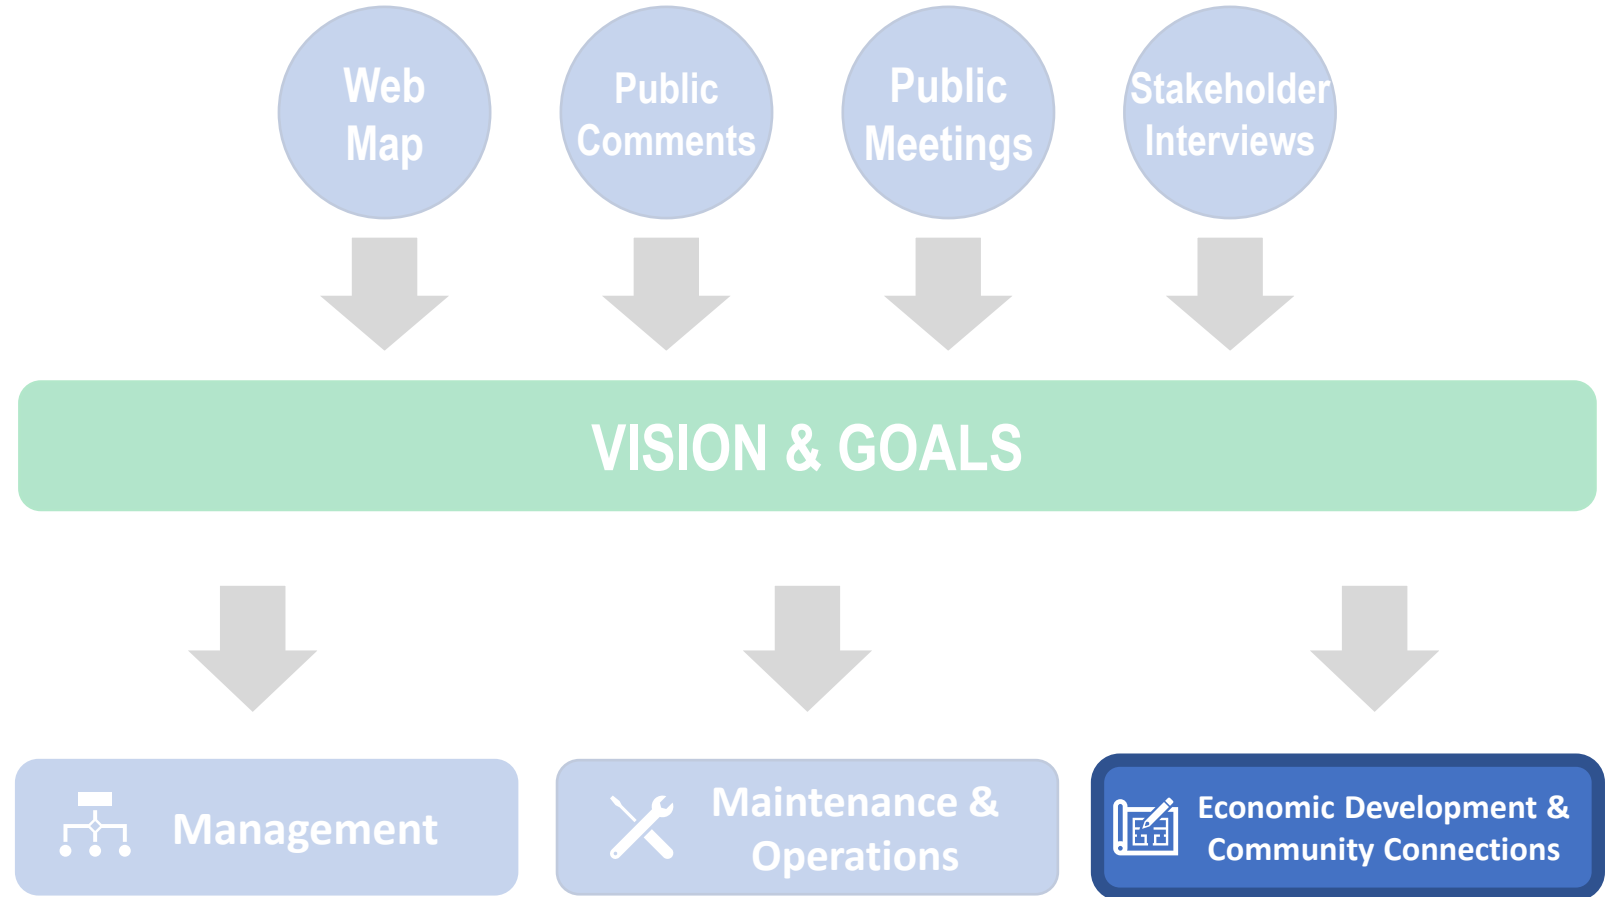 Web
Map
Public
Comments
Public
Meetings
Stakeholder
Interviews
VISION & GOALS
Management
Maintenance &
Operations
Economic Development &
Community Connections